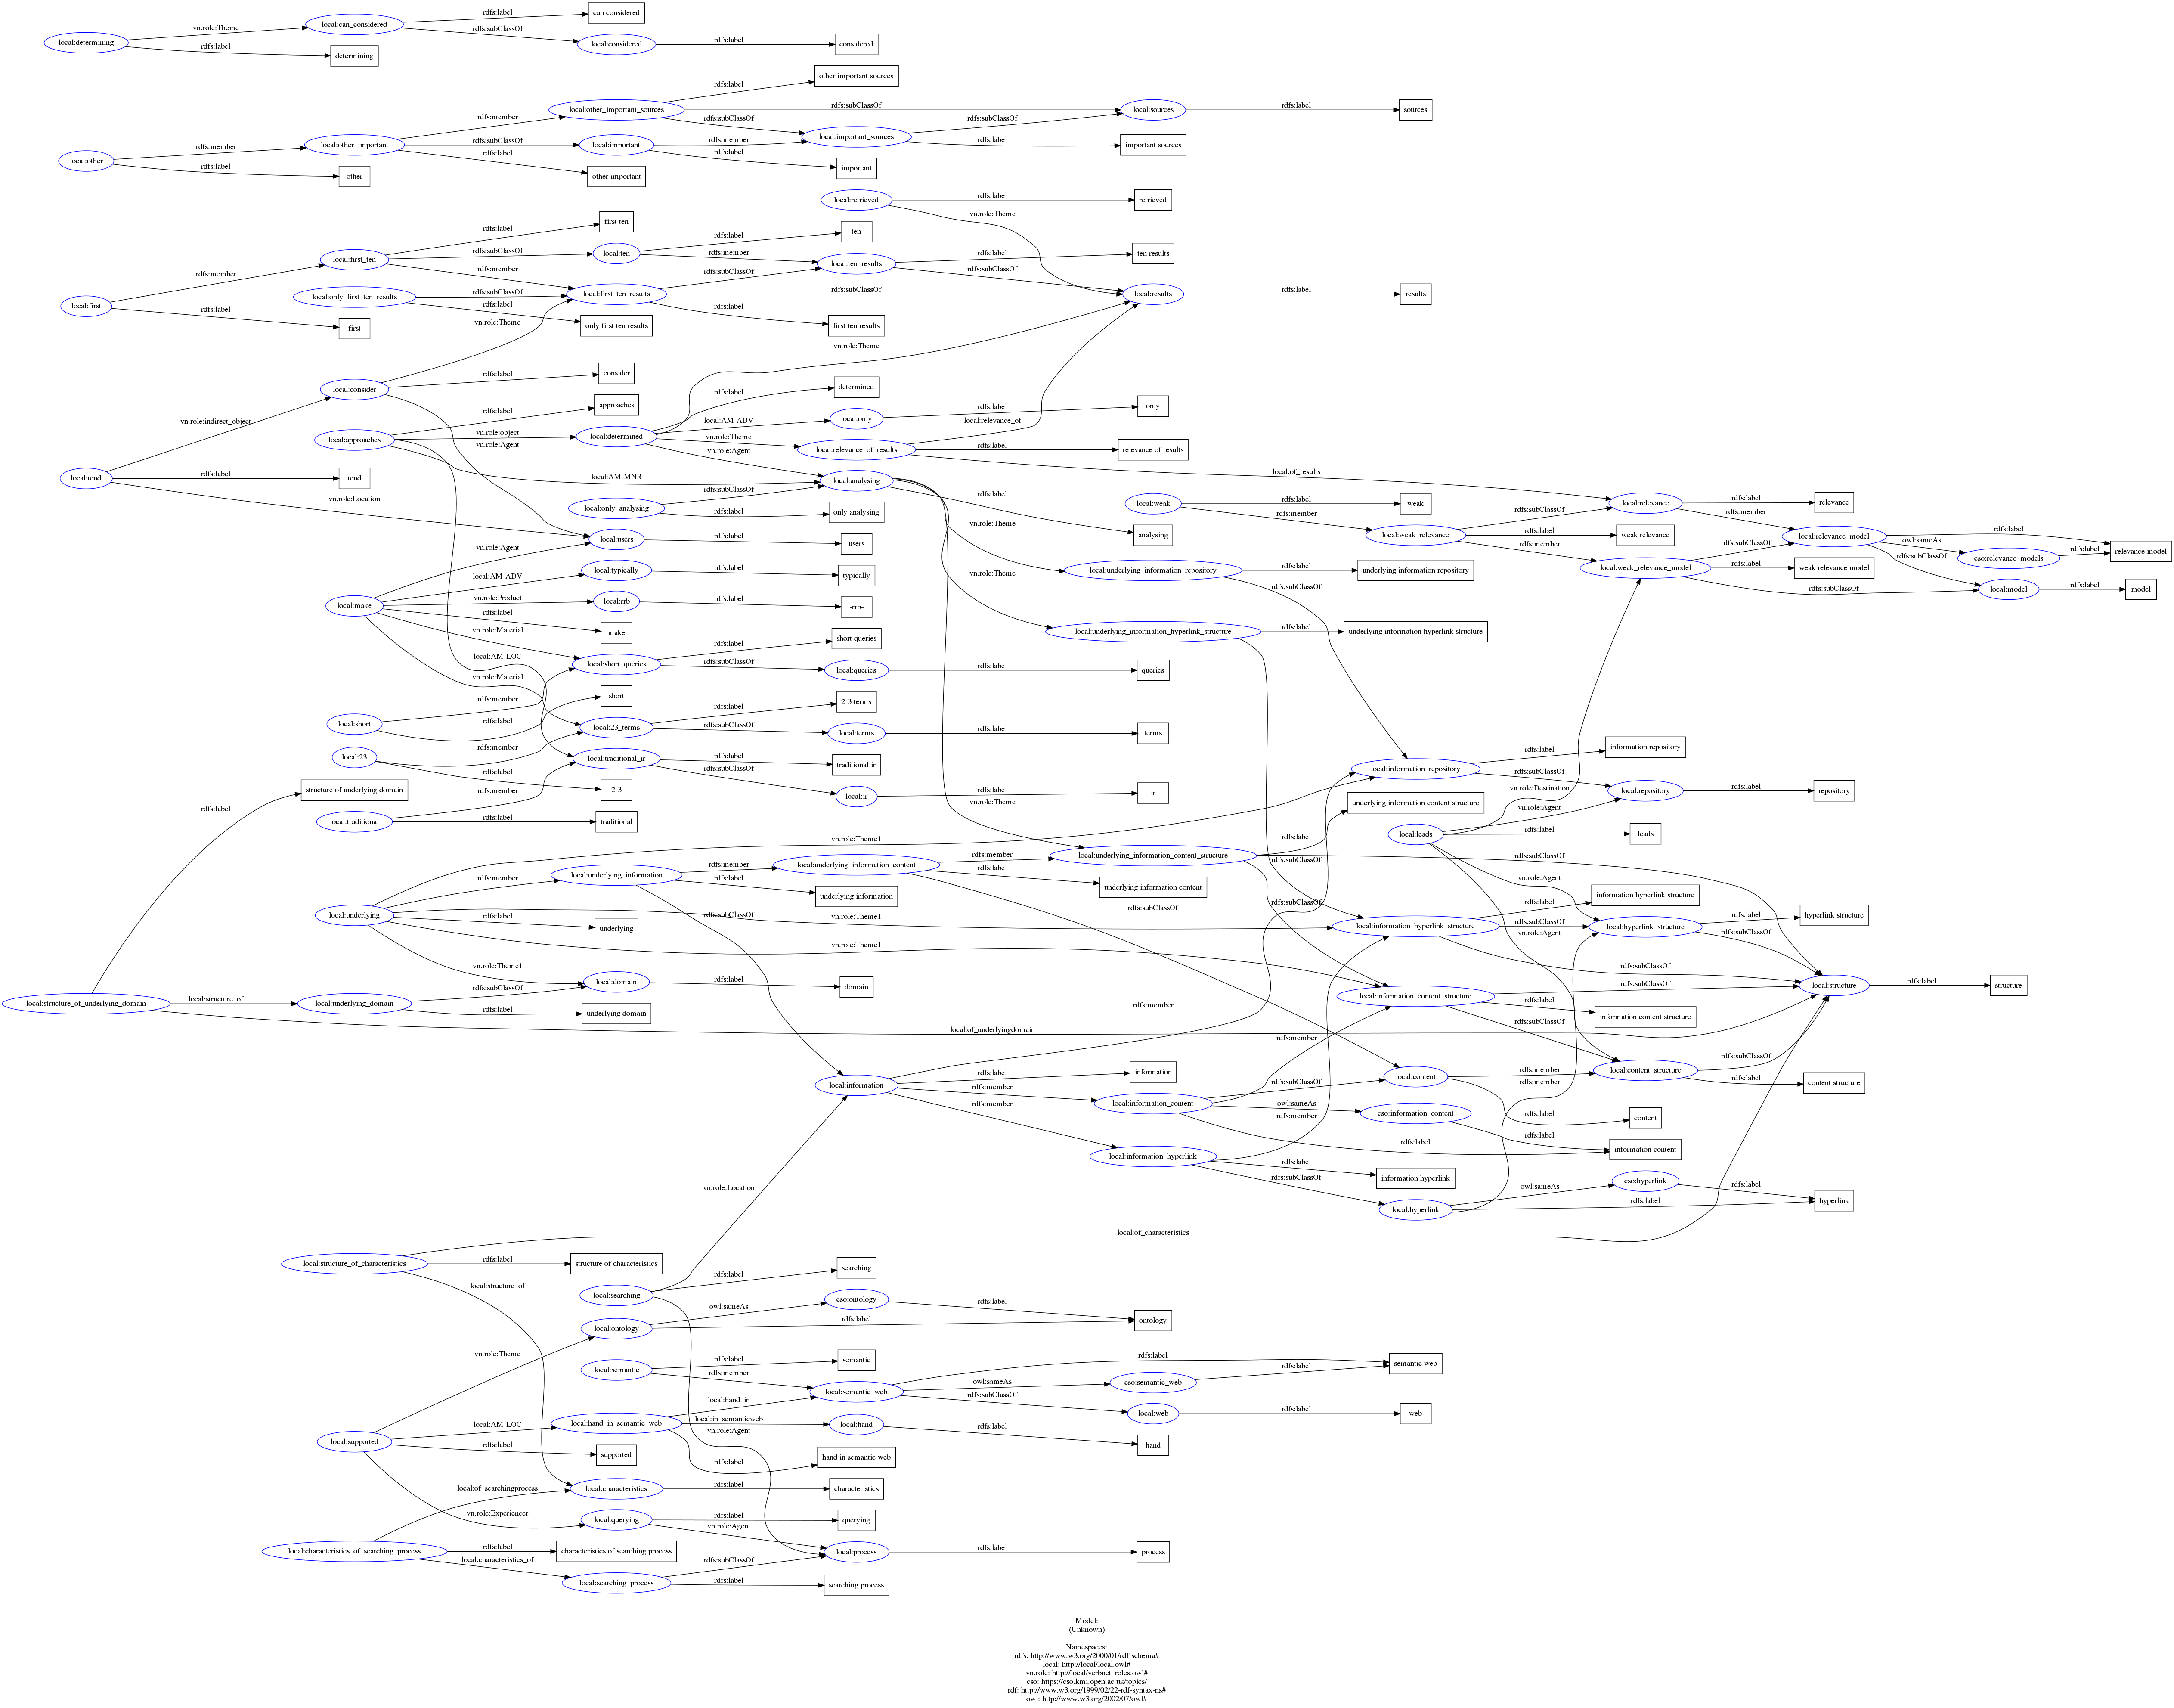 rdfs:label
can considered
local:can_considered
vn.role:Theme
rdfs:subClassOf
local:determining
local:considered
rdfs:label
considered
rdfs:label
determining
other important sources
rdfs:label
local:other_important_sources
rdfs:subClassOf
local:sources
rdfs:label
sources
rdfs:member
rdfs:subClassOf
local:important_sources
rdfs:subClassOf
local:other_important
rdfs:subClassOf
local:important
rdfs:member
rdfs:label
important sources
rdfs:member
rdfs:label
rdfs:label
local:other
important
rdfs:label
other
other important
local:retrieved
rdfs:label
retrieved
vn.role:Theme
first ten
rdfs:label
rdfs:label
ten
local:first_ten
rdfs:subClassOf
local:ten
rdfs:member
rdfs:label
ten results
rdfs:member
rdfs:member
local:ten_results
rdfs:subClassOf
rdfs:subClassOf
local:first
local:only_first_ten_results
rdfs:subClassOf
local:first_ten_results
rdfs:subClassOf
local:results
rdfs:label
results
rdfs:label
rdfs:label
rdfs:label
first
vn.role:Theme
only first ten results
first ten results
vn.role:Theme
local:consider
rdfs:label
consider
rdfs:label
determined
vn.role:indirect_object
rdfs:label
approaches
local:AM-ADV
local:only
rdfs:label
only
local:relevance_of
local:approaches
vn.role:object
vn.role:Agent
local:determined
vn.role:Theme
local:relevance_of_results
rdfs:label
relevance of results
vn.role:Agent
local:of_results
local:tend
rdfs:label
tend
local:AM-MNR
local:analysing
vn.role:Location
rdfs:subClassOf
rdfs:label
local:only_analysing
rdfs:label
only analysing
local:weak
rdfs:label
weak
local:relevance
rdfs:label
relevance
rdfs:subClassOf
rdfs:member
rdfs:member
vn.role:Theme
analysing
local:weak_relevance
rdfs:label
weak relevance
local:relevance_model
rdfs:label
local:users
rdfs:label
users
vn.role:Agent
rdfs:member
rdfs:subClassOf
owl:sameAs
cso:relevance_models
rdfs:label
relevance model
rdfs:subClassOf
local:typically
rdfs:label
typically
local:AM-ADV
vn.role:Theme
local:underlying_information_repository
rdfs:label
underlying information repository
local:weak_relevance_model
rdfs:label
weak relevance model
rdfs:subClassOf
rdfs:subClassOf
local:model
rdfs:label
model
local:make
vn.role:Product
local:rrb
rdfs:label
-rrb-
rdfs:label
make
vn.role:Material
local:underlying_information_hyperlink_structure
rdfs:label
underlying information hyperlink structure
rdfs:label
short queries
local:AM-LOC
local:short_queries
rdfs:subClassOf
local:queries
rdfs:label
queries
vn.role:Material
rdfs:member
short
rdfs:label
2-3 terms
local:short
rdfs:label
local:23_terms
rdfs:subClassOf
local:terms
rdfs:label
terms
rdfs:member
local:23
rdfs:label
local:traditional_ir
rdfs:label
traditional ir
rdfs:subClassOf
structure of underlying domain
2-3
rdfs:member
local:ir
rdfs:label
ir
rdfs:label
local:traditional
rdfs:label
traditional
local:information_repository
rdfs:label
information repository
rdfs:subClassOf
local:repository
rdfs:label
repository
vn.role:Destination
vn.role:Theme
underlying information content structure
vn.role:Agent
local:leads
rdfs:label
leads
rdfs:label
vn.role:Theme1
local:underlying_information_content_structure
rdfs:subClassOf
rdfs:subClassOf
rdfs:member
local:underlying_information_content
rdfs:member
rdfs:label
local:underlying_information
rdfs:label
underlying information
underlying information content
rdfs:member
vn.role:Agent
rdfs:subClassOf
information hyperlink structure
rdfs:label
rdfs:subClassOf
rdfs:subClassOf
local:underlying
rdfs:label
vn.role:Theme1
underlying
local:information_hyperlink_structure
rdfs:subClassOf
vn.role:Agent
local:hyperlink_structure
rdfs:label
hyperlink structure
rdfs:subClassOf
vn.role:Theme1
vn.role:Theme1
rdfs:subClassOf
local:domain
rdfs:label
domain
rdfs:subClassOf
local:structure
rdfs:label
structure
local:structure_of_underlying_domain
local:structure_of
local:underlying_domain
rdfs:label
underlying domain
local:information_content_structure
rdfs:subClassOf
rdfs:label
information content structure
rdfs:member
rdfs:subClassOf
local:of_underlyingdomain
rdfs:member
rdfs:subClassOf
local:information
rdfs:label
information
rdfs:subClassOf
local:content
rdfs:member
rdfs:member
local:content_structure
rdfs:label
content structure
rdfs:member
local:information_content
owl:sameAs
rdfs:member
cso:information_content
rdfs:label
content
rdfs:member
rdfs:label
rdfs:label
information content
local:information_hyperlink
rdfs:label
information hyperlink
rdfs:subClassOf
vn.role:Location
owl:sameAs
cso:hyperlink
rdfs:label
local:hyperlink
rdfs:label
hyperlink
local:of_characteristics
local:structure_of_characteristics
rdfs:label
structure of characteristics
rdfs:label
searching
local:structure_of
local:searching
cso:ontology
rdfs:label
owl:sameAs
local:ontology
rdfs:label
ontology
vn.role:Theme
rdfs:label
semantic
local:semantic
rdfs:member
rdfs:label
rdfs:label
semantic web
local:semantic_web
owl:sameAs
cso:semantic_web
rdfs:subClassOf
local:hand_in
local:web
rdfs:label
web
local:AM-LOC
local:hand_in_semantic_web
local:in_semanticweb
local:hand
rdfs:label
hand
vn.role:Agent
local:supported
rdfs:label
supported
rdfs:label
hand in semantic web
local:of_searchingprocess
local:characteristics
rdfs:label
characteristics
vn.role:Experiencer
local:querying
rdfs:label
querying
vn.role:Agent
local:characteristics_of_searching_process
rdfs:label
characteristics of searching process
local:characteristics_of
rdfs:subClassOf
local:process
rdfs:label
process
local:searching_process
rdfs:label
searching process
Model:
(Unknown)
Namespaces:
rdfs: http://www.w3.org/2000/01/rdf-schema#
local: http://local/local.owl#
vn.role: http://local/verbnet_roles.owl#
cso: https://cso.kmi.open.ac.uk/topics/
rdf: http://www.w3.org/1999/02/22-rdf-syntax-ns#
owl: http://www.w3.org/2002/07/owl#